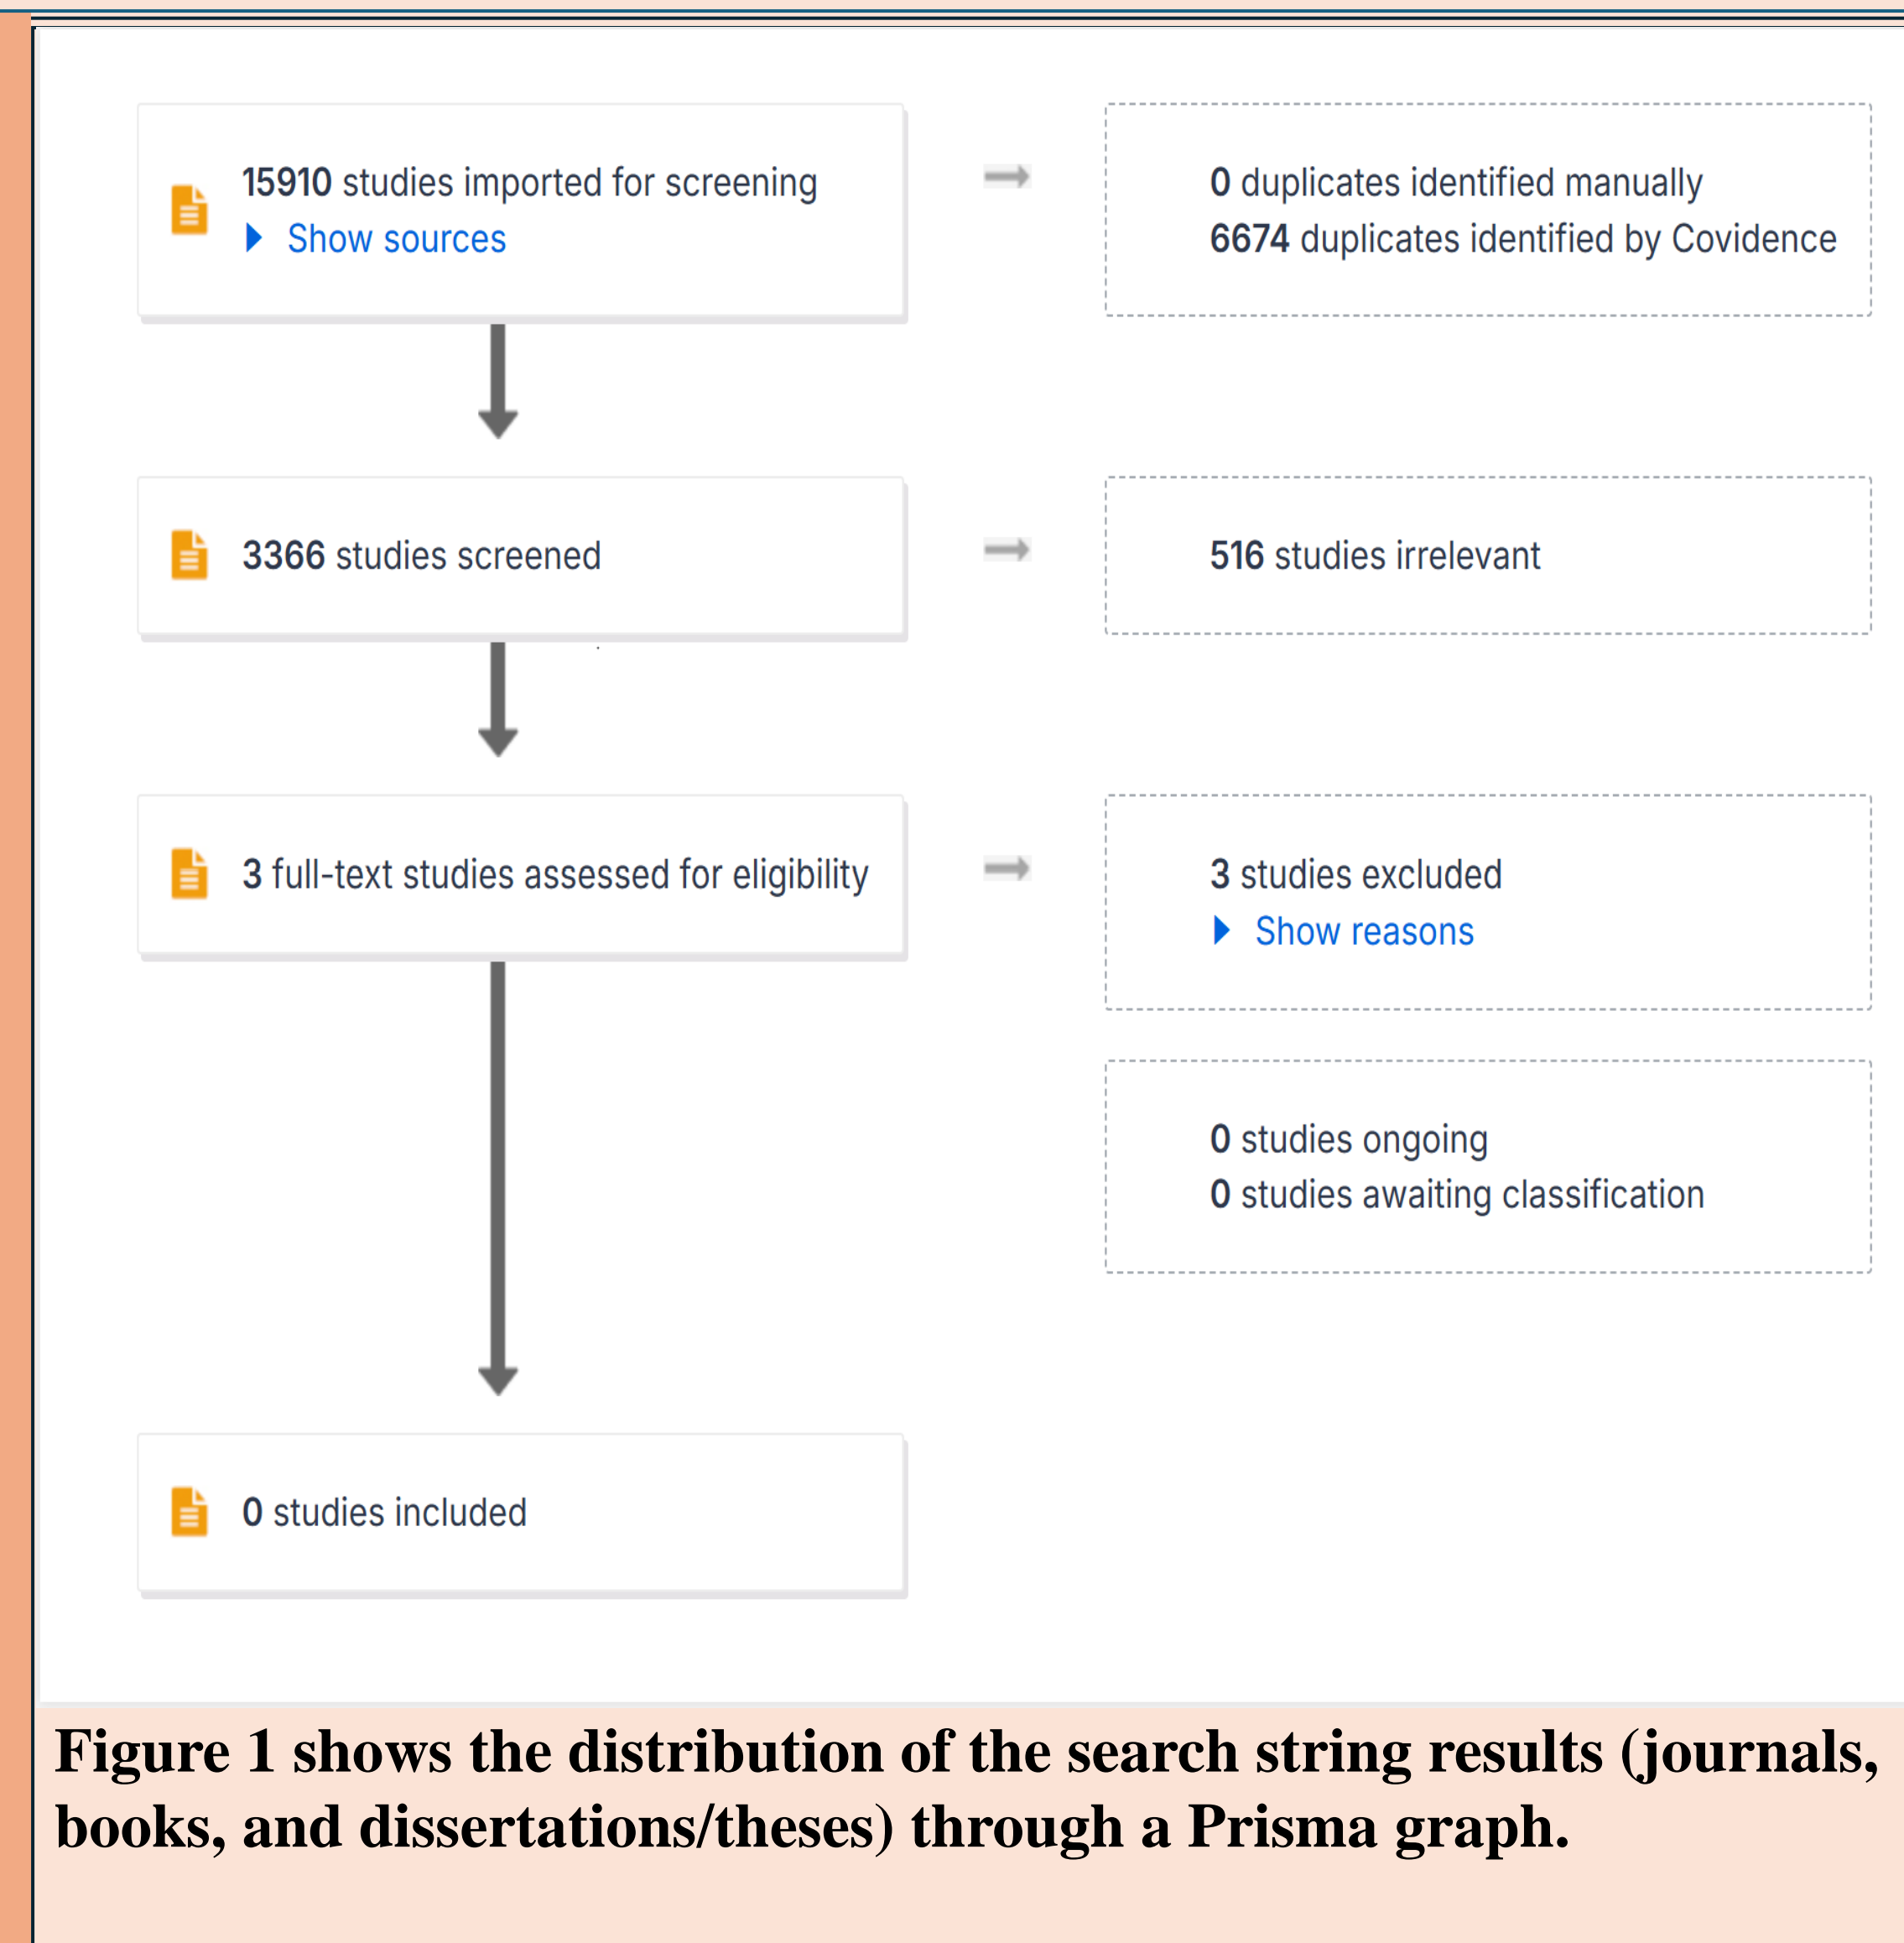 15910 studies imported for screening
Show sources
0 duplicates identified manually
6674 duplicates identified by Covidence
3366 studies screened
516 studies irrelevant
3 full-text studies assessed for eligibility
3 studies excluded
Show reasons
0 studies ongoing
0 studies awaiting classification
0 studies included
Figure 1 shows the distribution of the search string results (journals,
books, and dissertations/theses) through a Prisma graph.